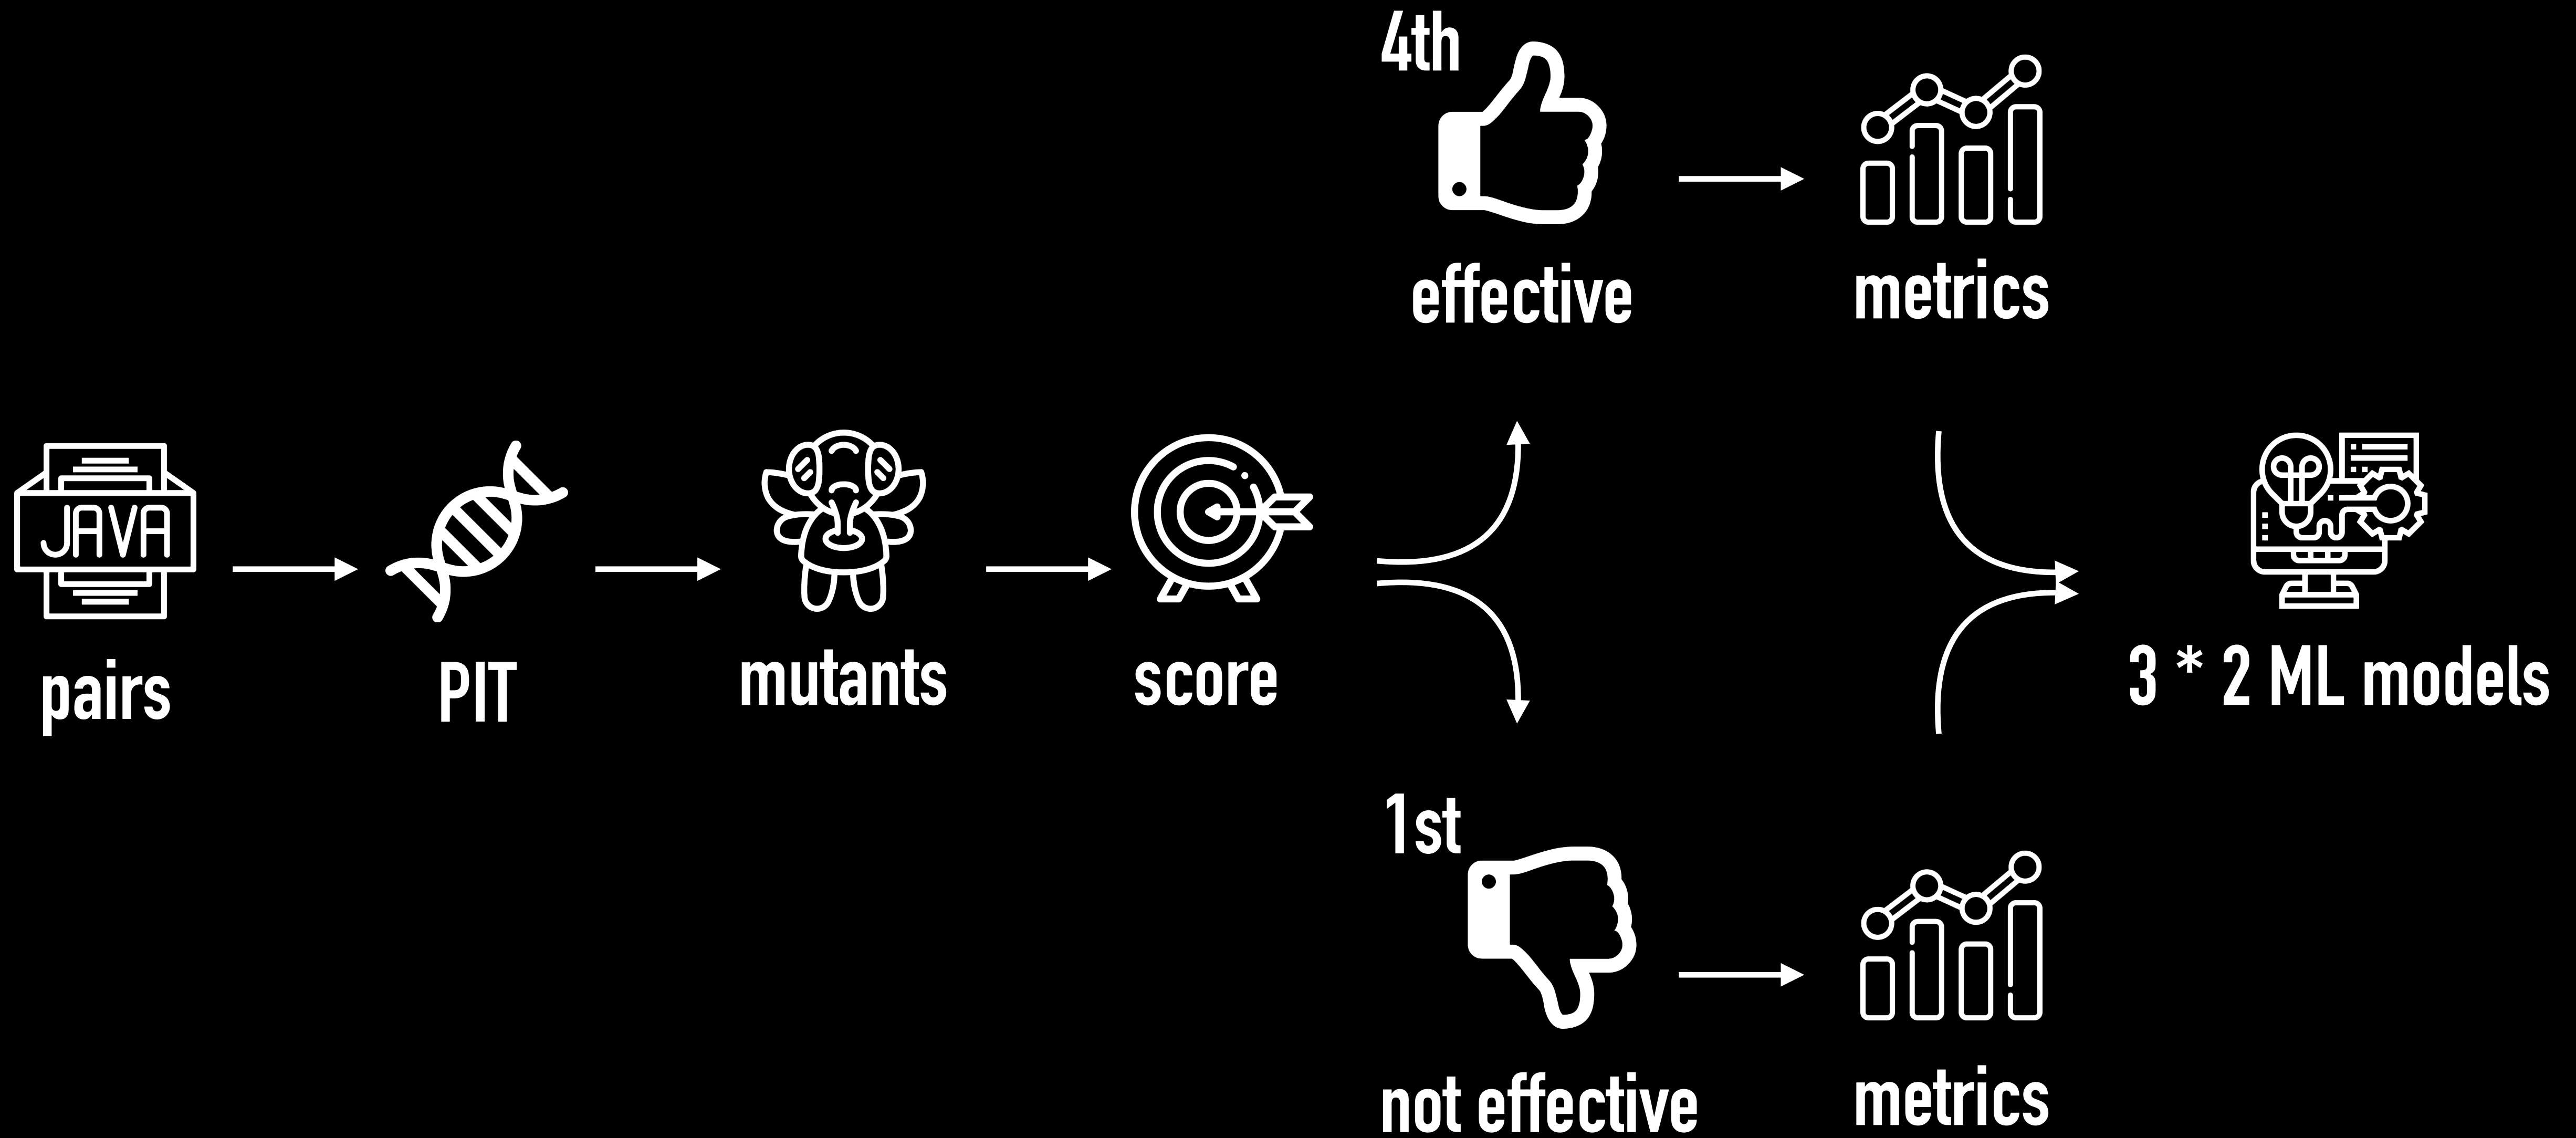 JAVA
pairs
PIT
mutants
score
4th
effective
metrics
1st
not effective
metrics
3 * 2 ML models